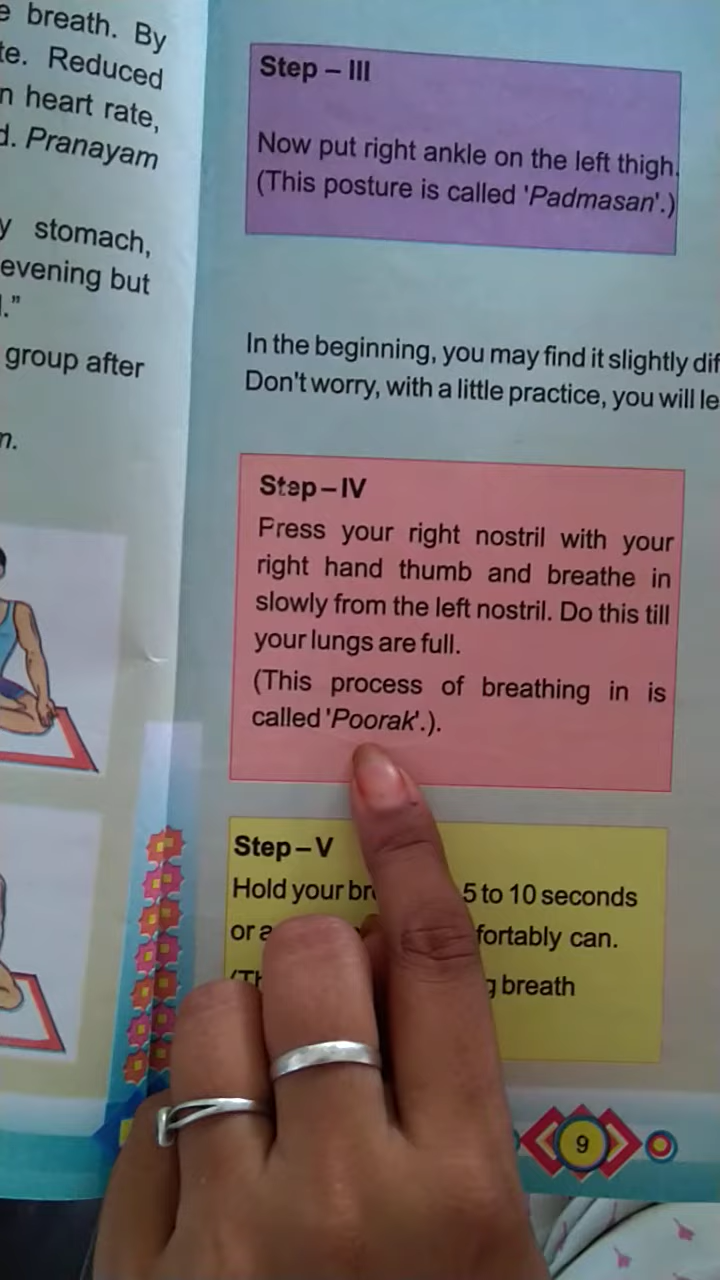 e breath. By
te. Reduced
n heart rate,
d. Pranayam
y stomach,
evening but
."
group after
n.
Step – III
Now put right ankle on the left thigh.
(This posture is called 'Padmasan'.)
In the beginning, you may find it slightly dif
Don't worry, with a little practice, you will le
Step – IV
Press your right nostril with your
right hand thumb and breathe in
slowly from the left nostril. Do this till
your lungs are full.
(This process of breathing in is
called 'Poorak'.).
Step – V
Hold your 5 to 10 seconds
or can.
breath
9